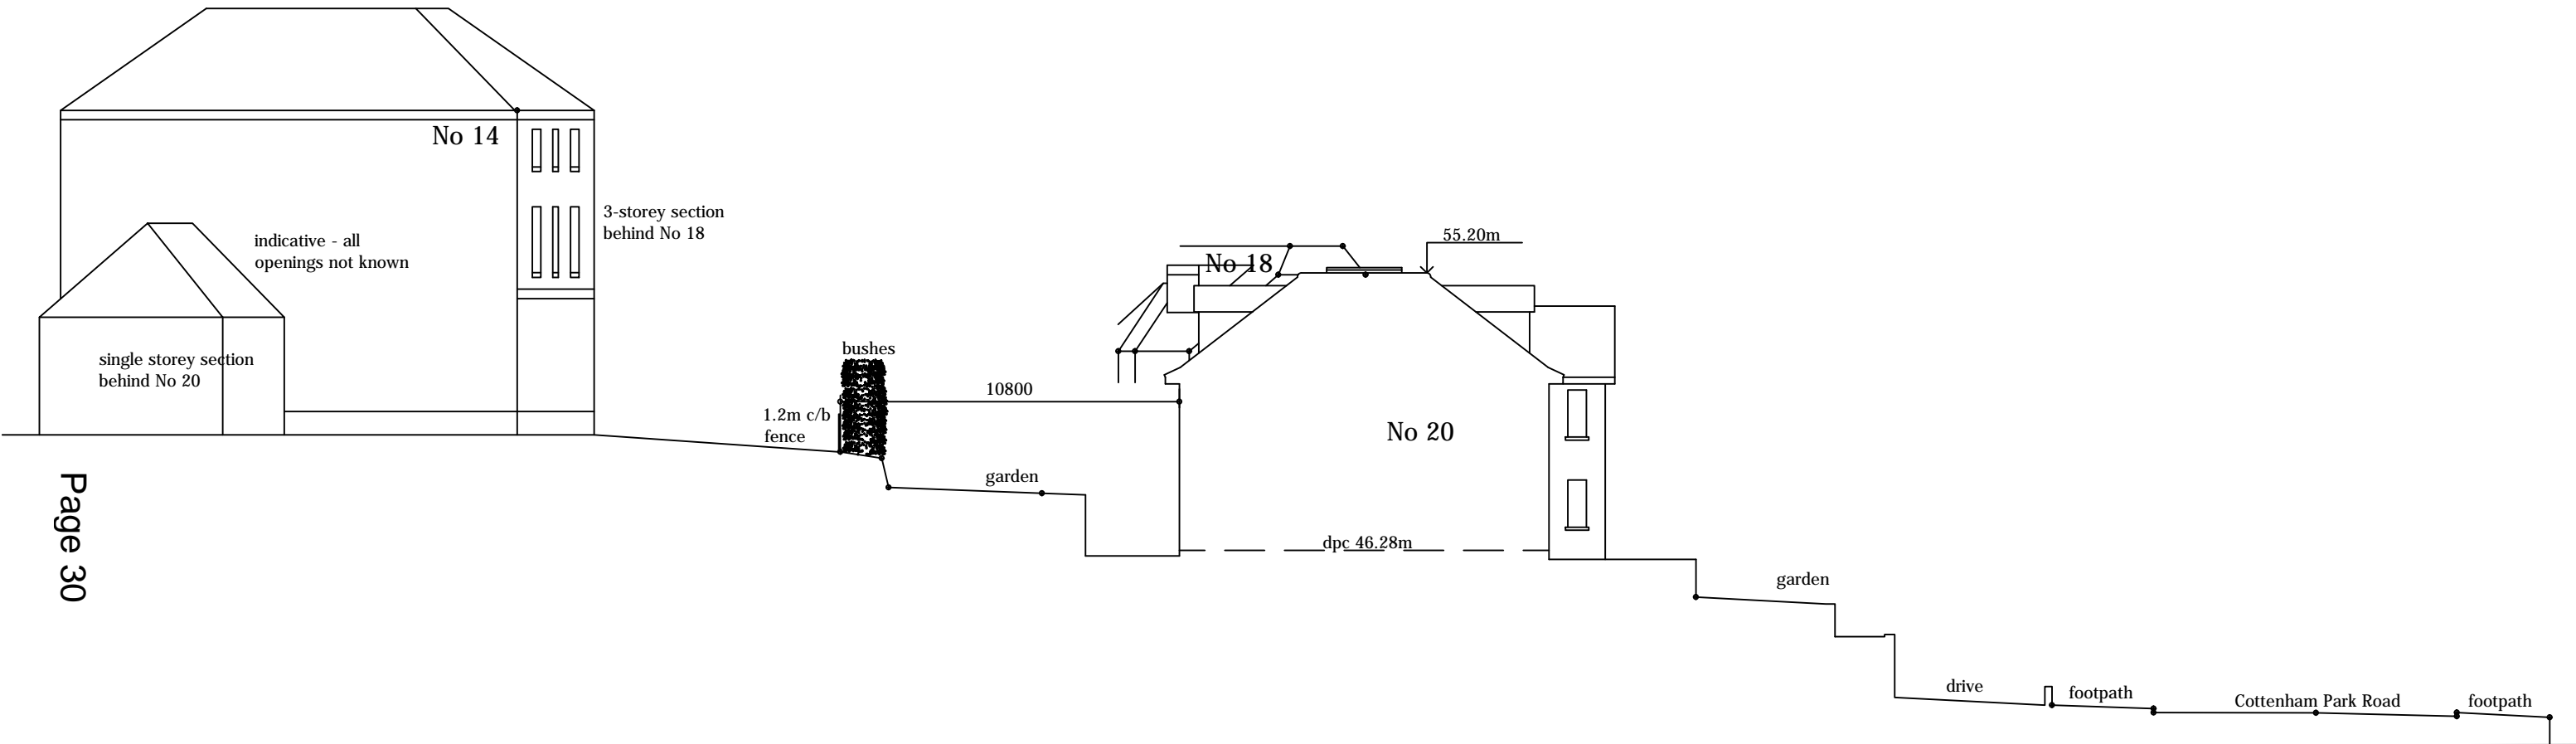 No 14
3-storey section
behind No 18
indicative - all
openings not known
single storey section
behind No 20
bushes
10800
1.2m c/b
fence
garden
No 18
55.20m
No 20
dpc 46.28m
garden
drive
footpath
Cottenham Park Road
footpath
Page 30